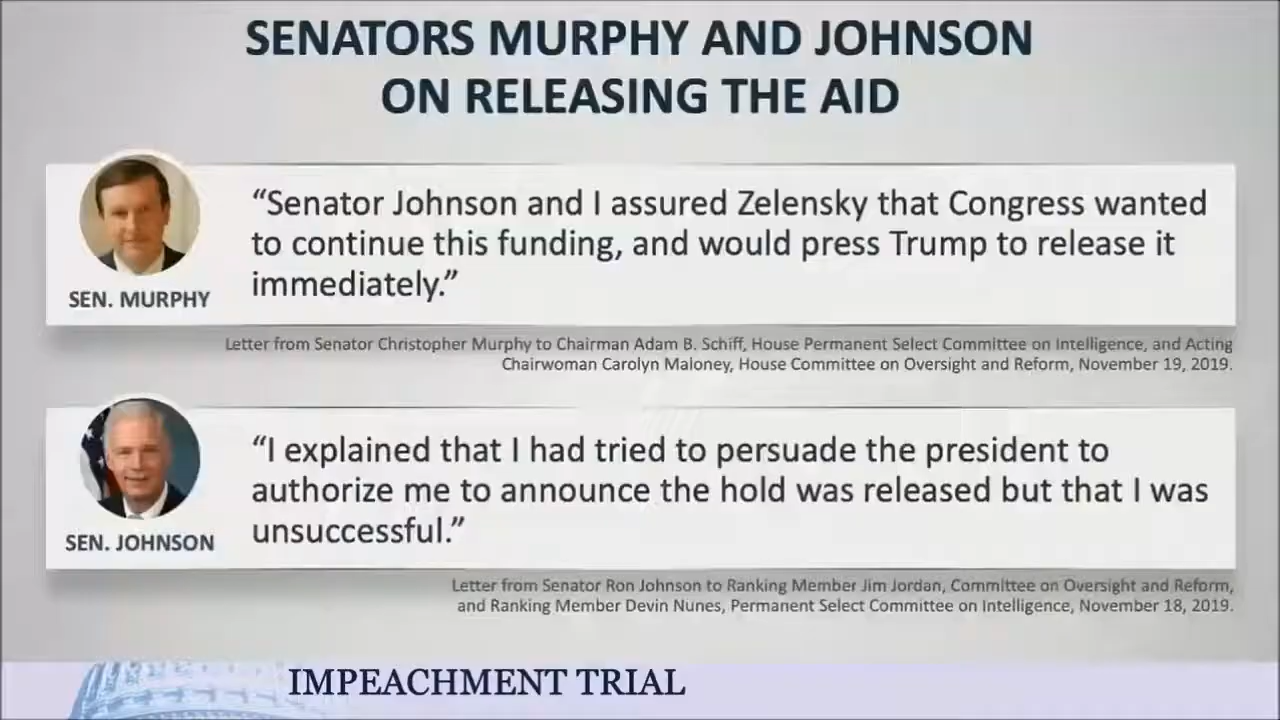 SENATORS MURPHY AND JOHNSON
ON RELEASING THE AID
“Senator Johnson and I assured Zelensky that Congress wanted
to continue this funding, and would press Trump to release it
immediately.”
SEN. MURPHY
Letter from Senator Christopher Murphy to Chairman Adam B. Schiff, House Permanent Select Committee on Intelligence, and Acting
Chairwoman Carolyn Maloney, House Committee on Oversight and Reform, November 19, 2019.
“I explained that I had tried to persuade the president to
authorize me to announce the hold was released but that I was
unsuccessful.”
SEN. JOHNSON
Letter from Senator Ron Johnson to Ranking Member Jim Jordan, Committee on Oversight and Reform,
and Ranking Member Devin Nunes, Permanent Select Committee on Intelligence, November 18, 2019.
IMPEACHMENT TRIAL